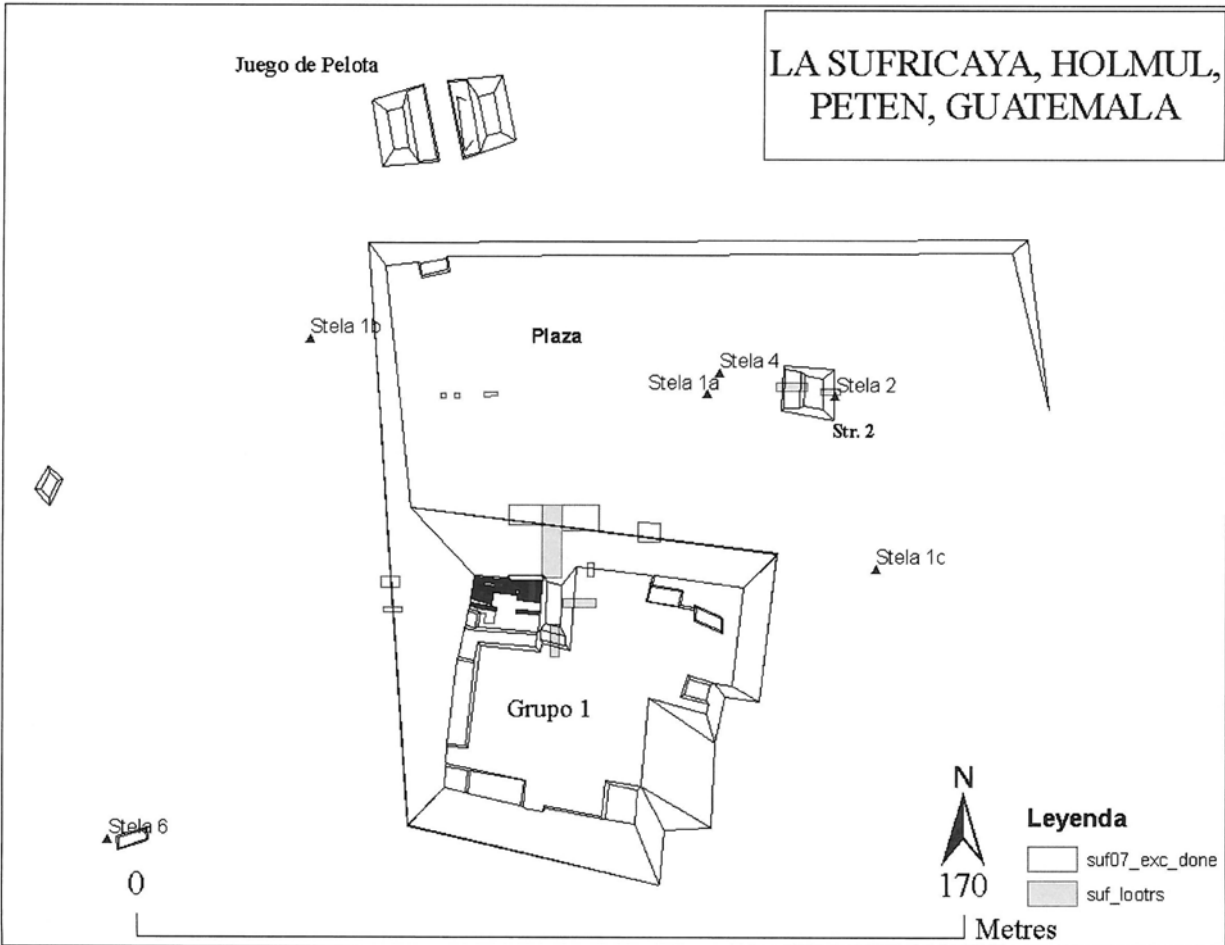 LA SUFRICAYA, HOLMUL,
PETEN, GUATEMALA
Juego de Pelota
Stela 1b
Plaza
Stela 4
Stela 1a
Stela 2
Str. 2
Stela 1c
Grupo 1
Stela 6
N
Leyenda
suf07_exc_done
suf_lootrs
0
170
Metres